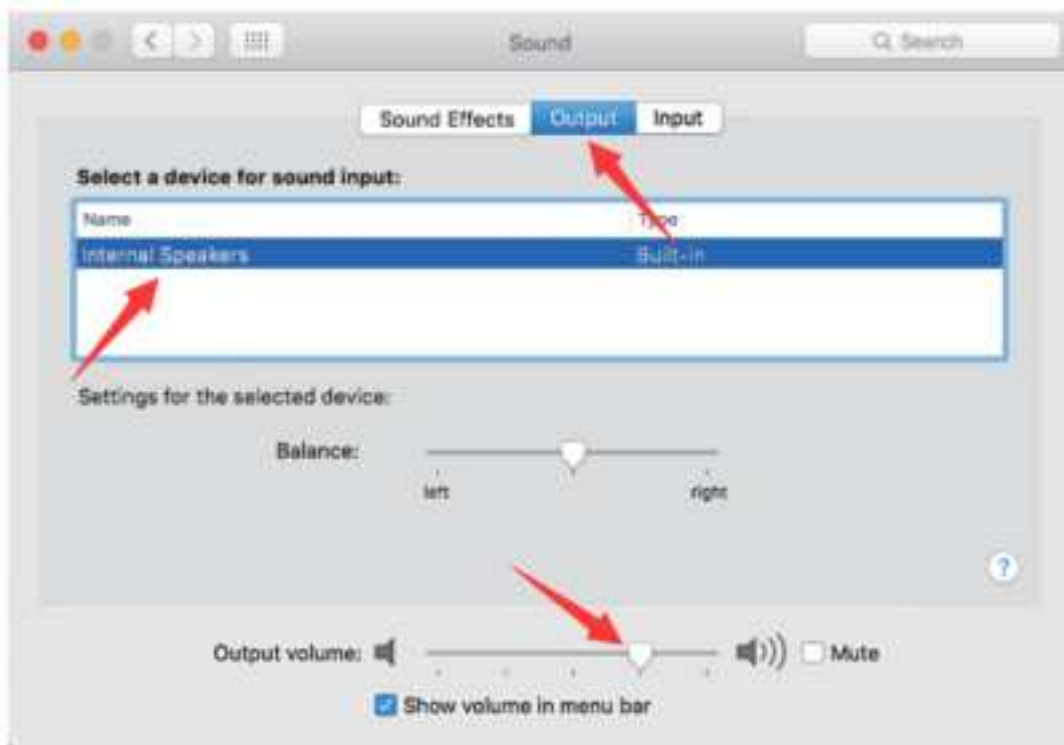 Sound
Search
Sound Effects Output Input
Select a device for sound input:
Name Type
Internal Speakers Built-in
Settings for the selected device:
Balance:
left right
?
Output volume: Mute
Show volume in menu bar